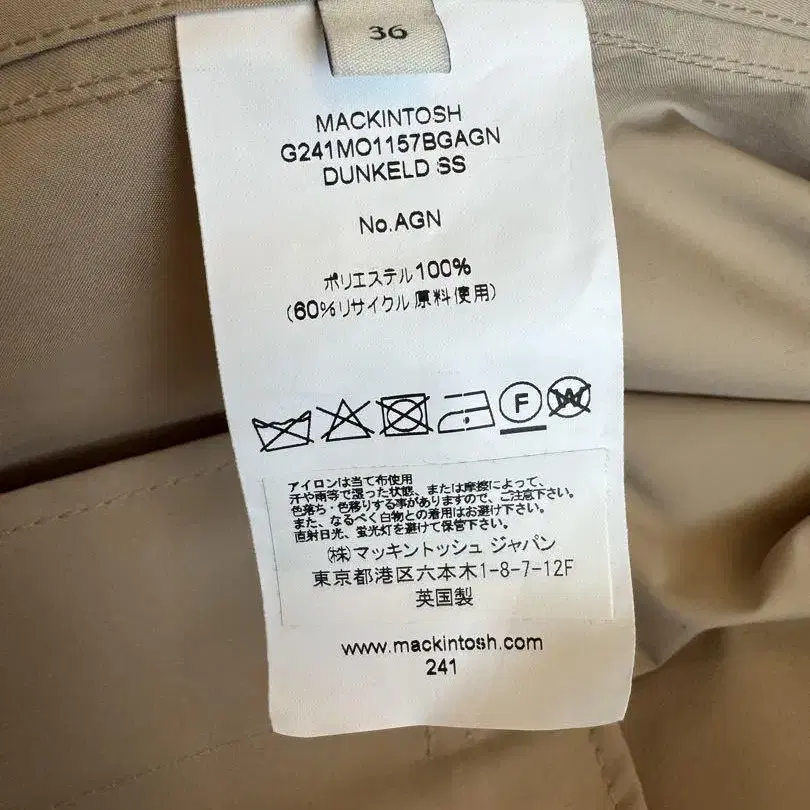 36
MACKINTOSH
G241MO1157BGAGN
DUNKELD SS
No.AGN
ポリエステル100%
(60%リサイクル原料使用)
F
W
アイロンは当て布使用
汗や雨等で湿った状態、または摩擦によって、
色落ち・色移りする事がありますので、ご注意下さい。
また、なるべく白物との着用はお避け下さい。
直射日光、蛍光灯を避けて保管下さい。
(株)マッキントッシュ ジャパン
東京都港区六本木1-8-7-12F
英国製
www.mackintosh.com
241